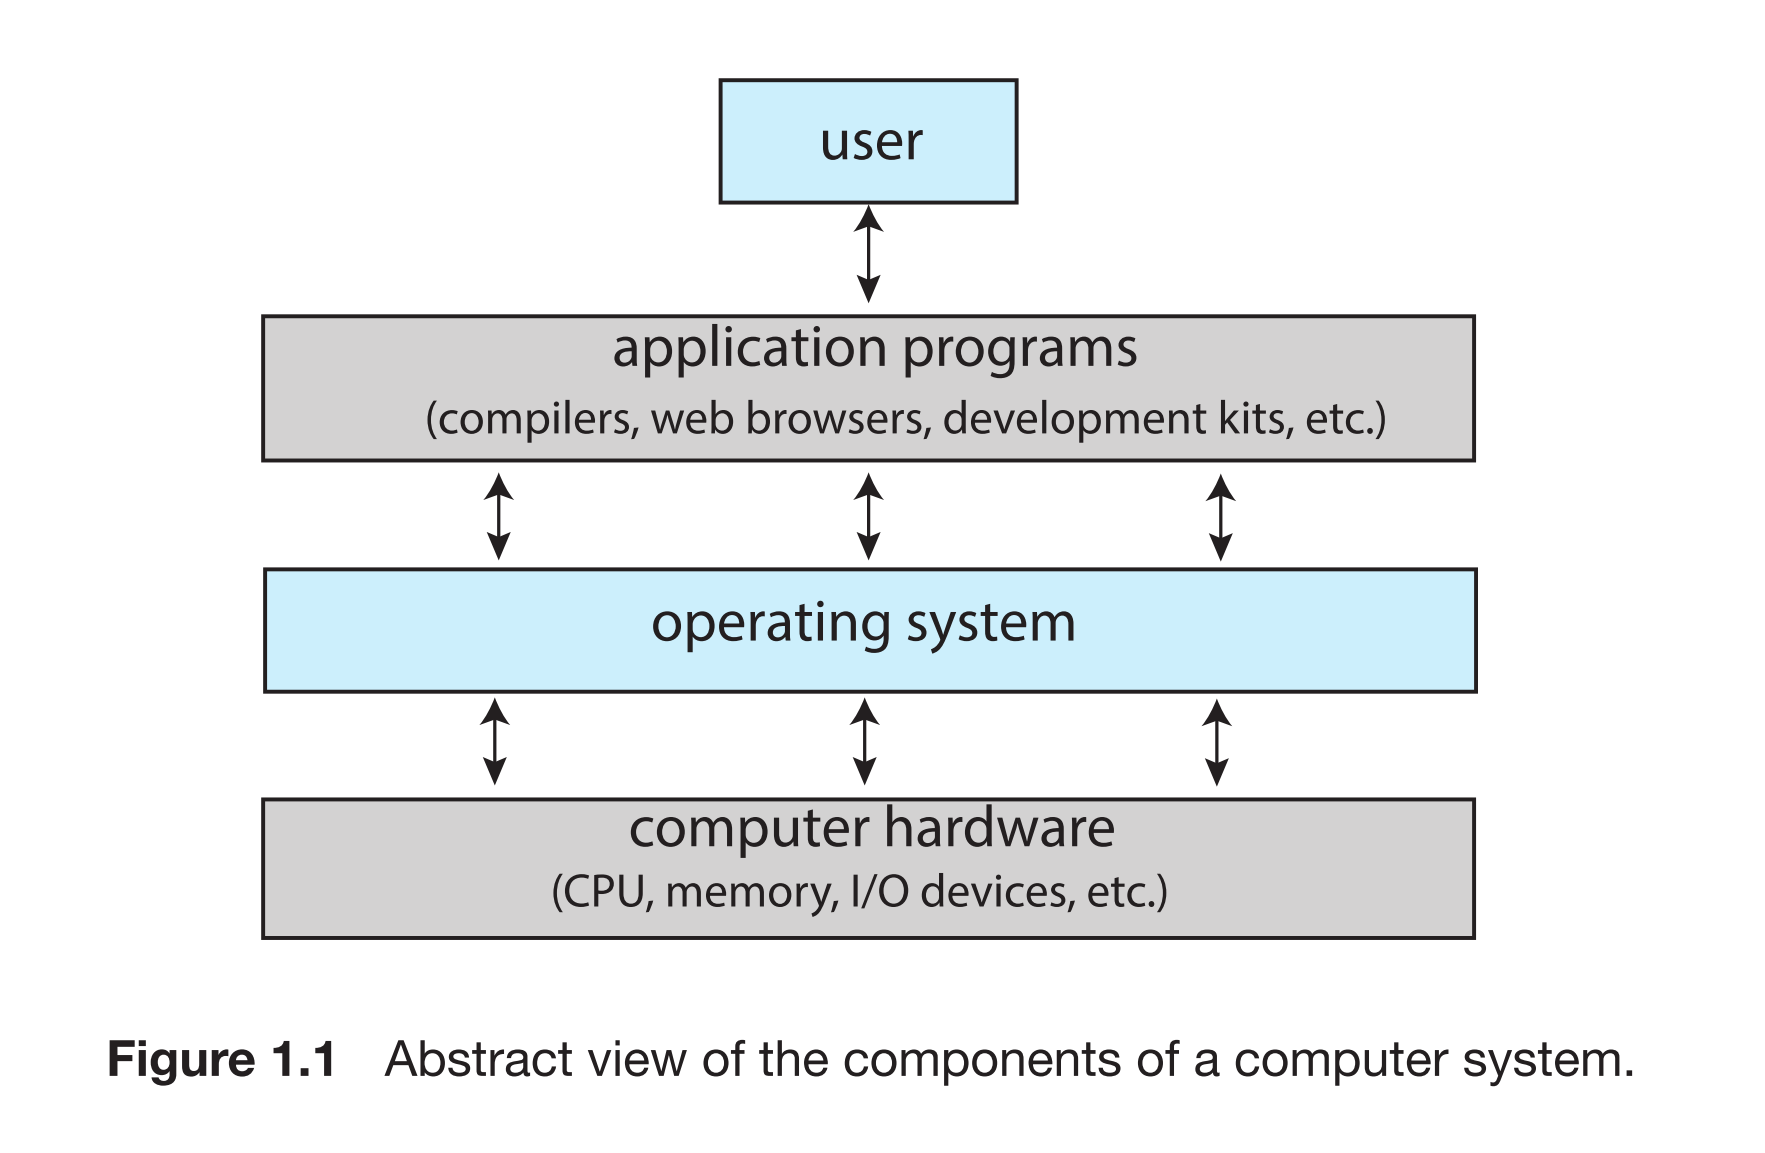 user
application programs
(compilers, web browsers, development kits, etc.)
operating system
computer hardware
(CPU, memory, I/O devices, etc.)
Figure 1.1 Abstract view of the components of a computer system.